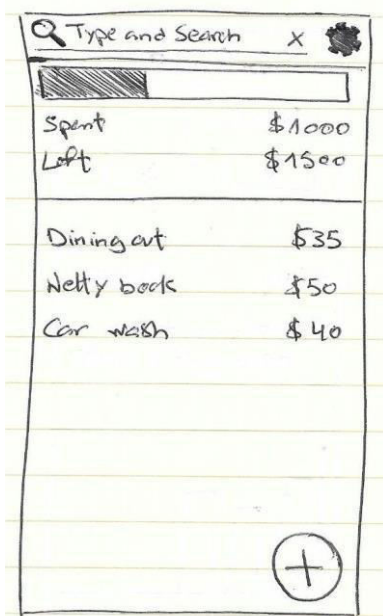 Type and Search X
Spent $1000
Left $1500
Dining out $35
Netty book $50
Car wash $40
+